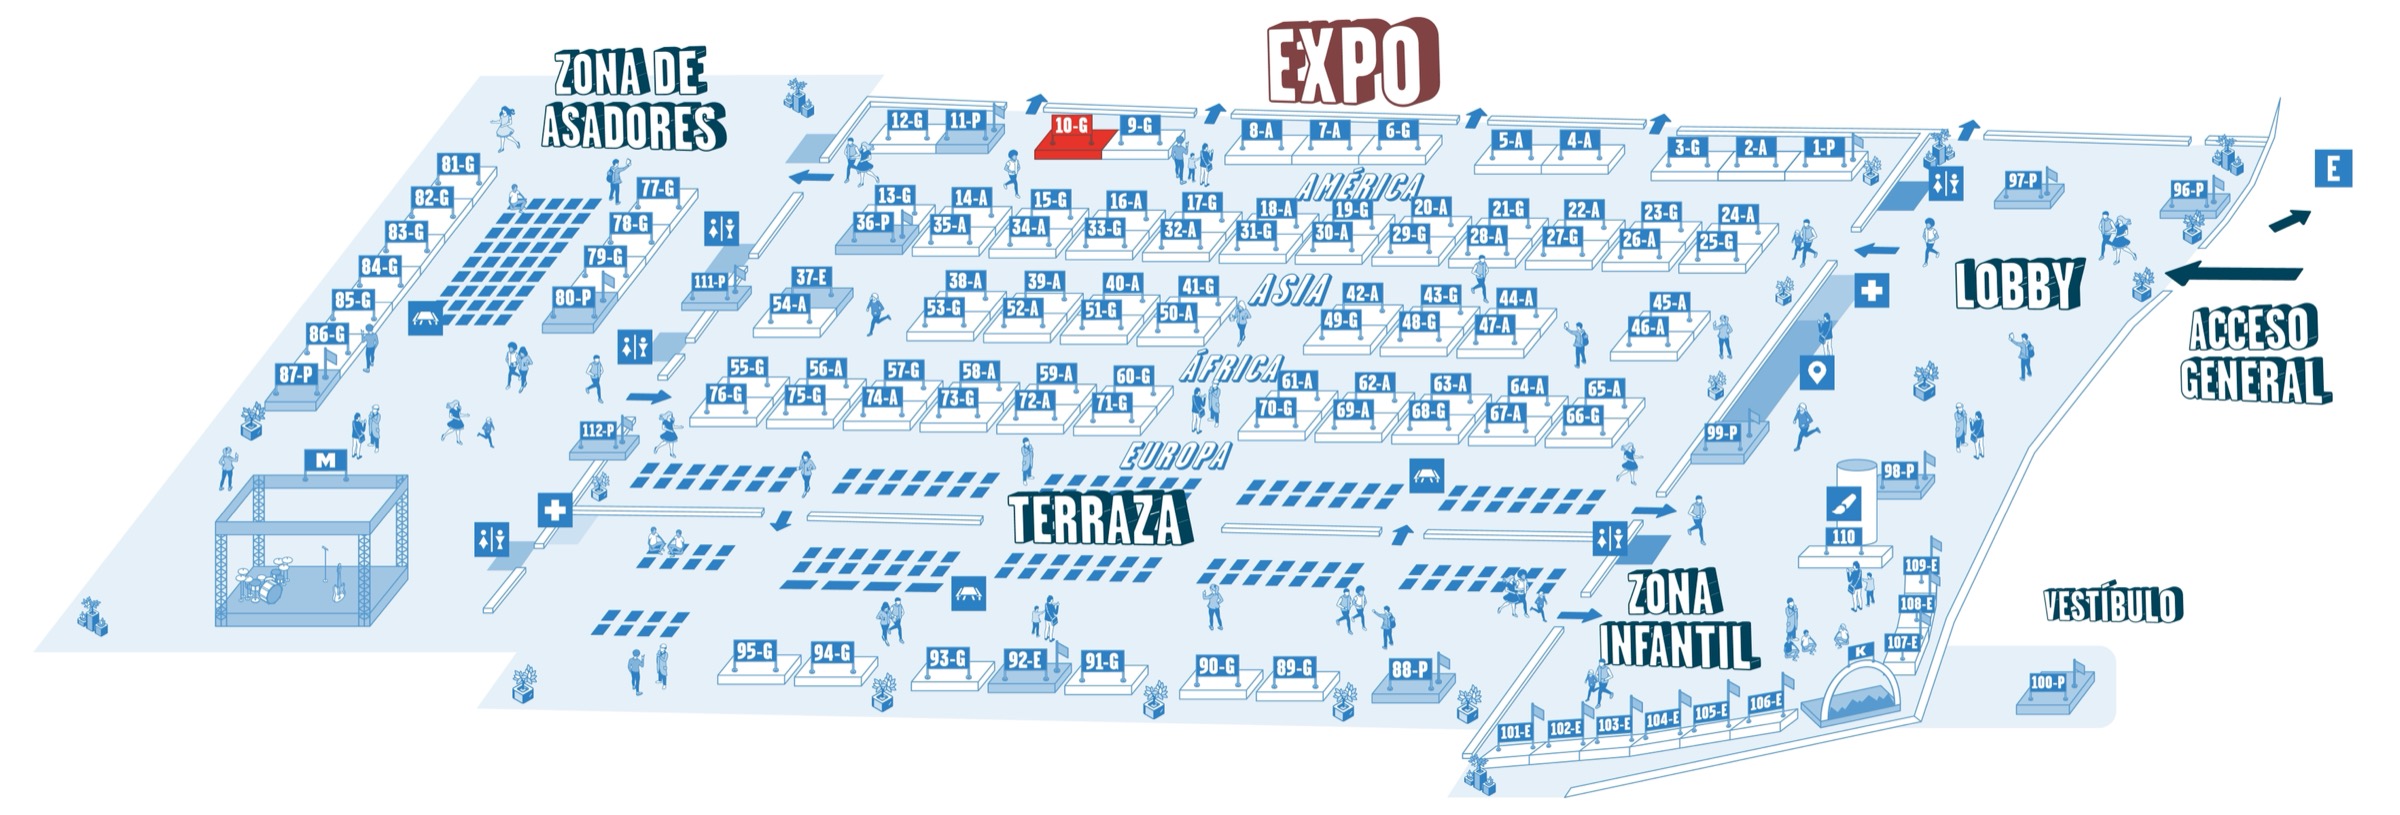 EXPO
ZONA DE
ASADORES
12-G 11-P 10-G 9-G 8-A 7-A 6-G 5-A 4-A 3-G 2-A 1-P
AMÉRICA
81-G
82-G
83-G
84-G
85-G
86-G
87-P
77-G
78-G
79-G
80-P
13-G 14-A 15-G 16-A 17-G 18-A 19-G 20-A 21-G 22-A 23-G 24-A
36-P 35-A 34-A 33-G 32-A 31-G 30-A 29-G 28-A 27-G 26-A 25-G
97-P
96-P
E
LOBBY
ACCESO
GENERAL
ASIA
111-P
37-E 38-A 39-A 40-A 41-G 42-A 43-G 44-A 45-A
54-A 53-G 52-A 51-G 50-A 49-G 48-G 47-A 46-A
ÁFRICA
55-G 56-A 57-G 58-A 59-A 60-G 61-A 62-A 63-A 64-A 65-A
76-G 75-G 74-A 73-G 72-A 71-G 70-G 69-A 68-G 67-A 66-G
112-P
99-P
98-P
EUROPA
M
TERRAZA
110
ZONA
INFANTIL
109-E
108-E
107-E
K
VESTÍBULO
95-G 94-G 93-G 92-E 91-G 90-G 89-G 88-P
100-P
101-E 102-E 103-E 104-E 105-E 106-E